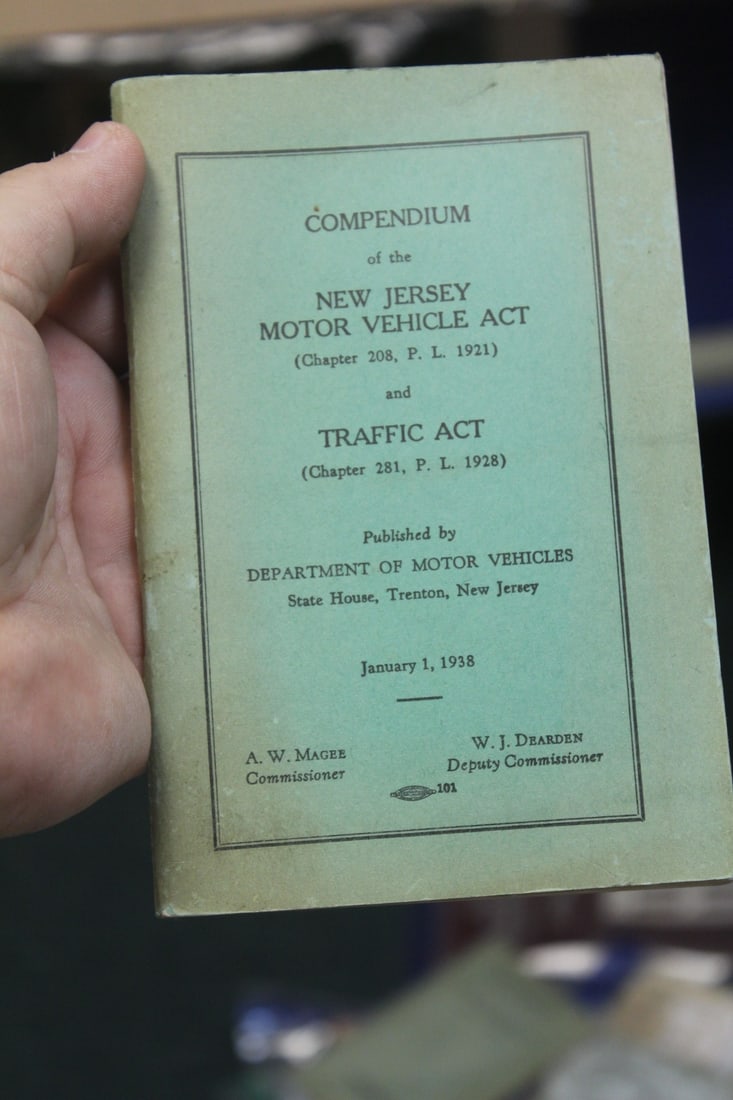 COMPENDIUM
of the
NEW JERSEY
MOTOR VEHICLE ACT
(Chapter 208, P. L. 1921)
and
TRAFFIC ACT
(Chapter 281, P. L. 1928)
Published by
DEPARTMENT OF MOTOR VEHICLES
State House, Trenton, New Jersey
January 1, 1938
A. W. MAGEE
Commissioner
W. J. DEARDEN
Deputy Commissioner
101